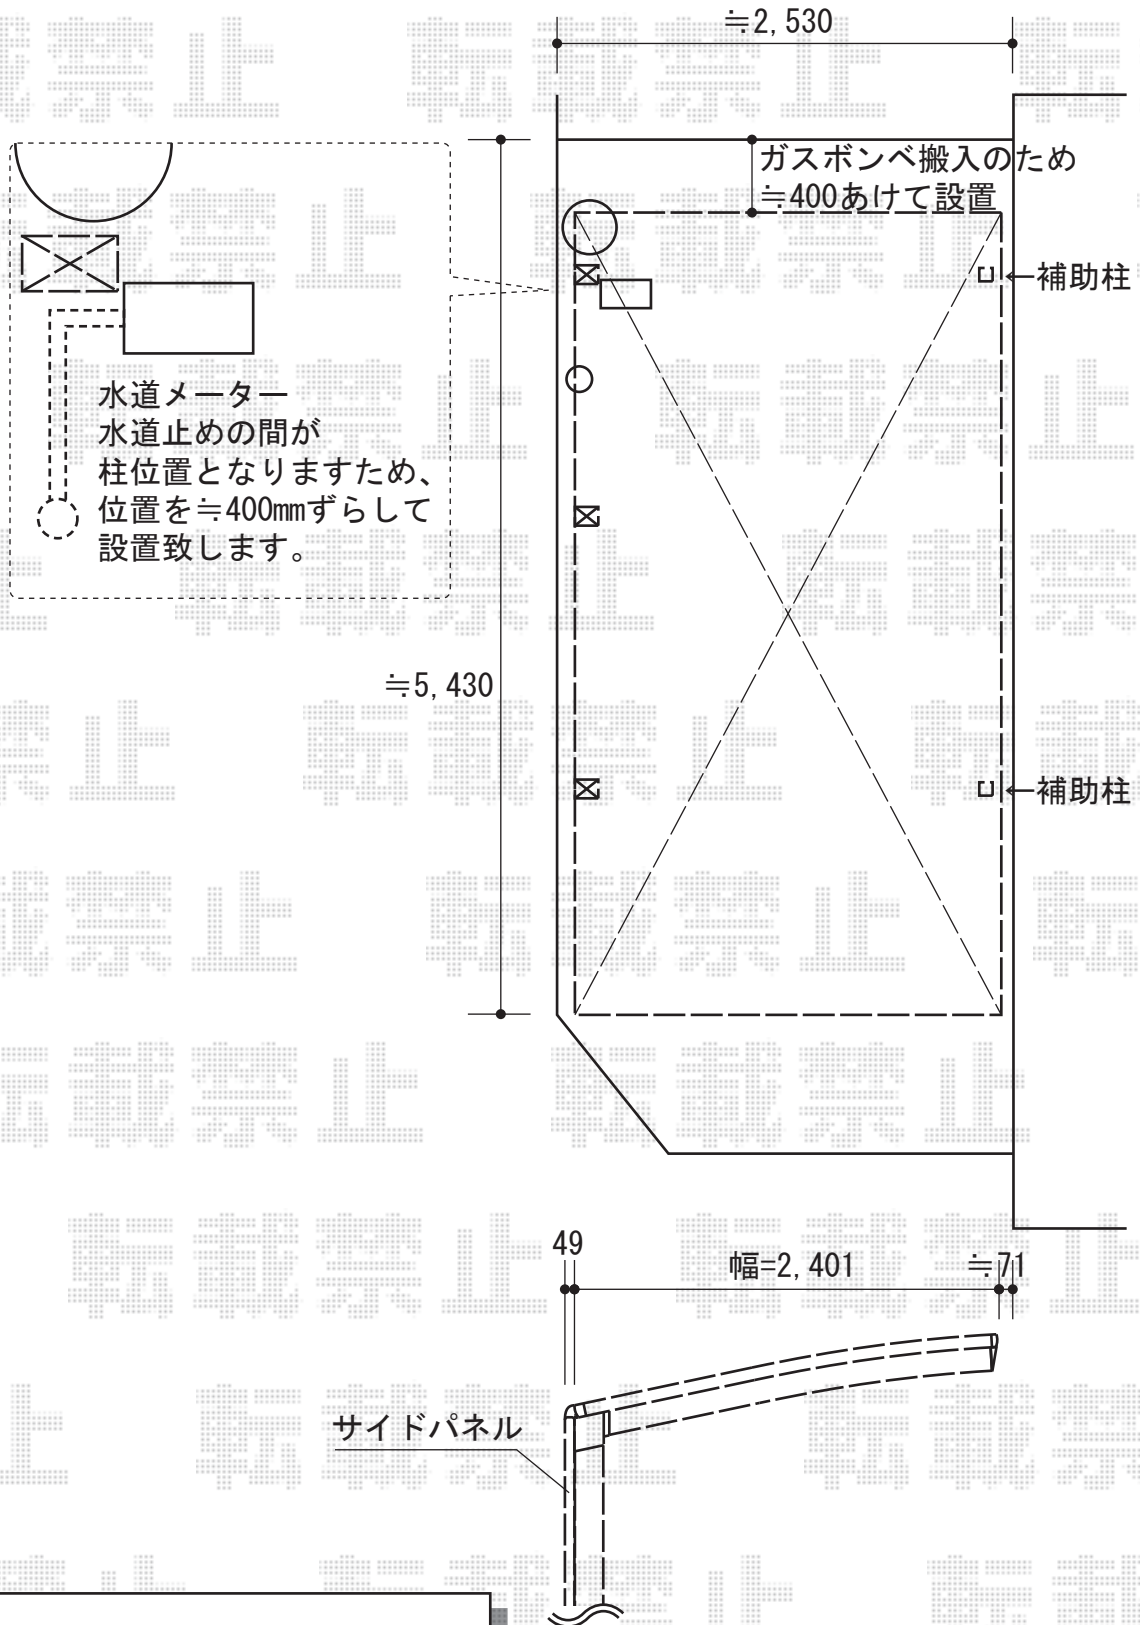 ≒2,530
ガスボンベ搬入のため
≒400あけて設置
補助柱
水道メーター
水道止めの間が
柱位置となりますため、
位置を≒400mmずらして
設置致します。
≒5,430
補助柱
49
幅=2,401
≒71
サイドパネル
転載禁止